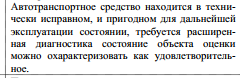 Автотранспортное средство находится в техни-
чески исправном, и пригодном для дальнейшей
эксплуатации состоянии, требуется расширен-
ная диагностика состояние объекта оценки
можно охарактеризовать как удовлетворитель-
ное.